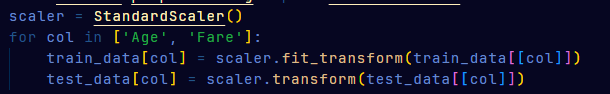 scaler = StandardScaler()
for col in ['Age', 'Fare']:
    train_data[col] = scaler.fit_transform(train_data[[col]])
    test_data[col] = scaler.transform(test_data[[col]])